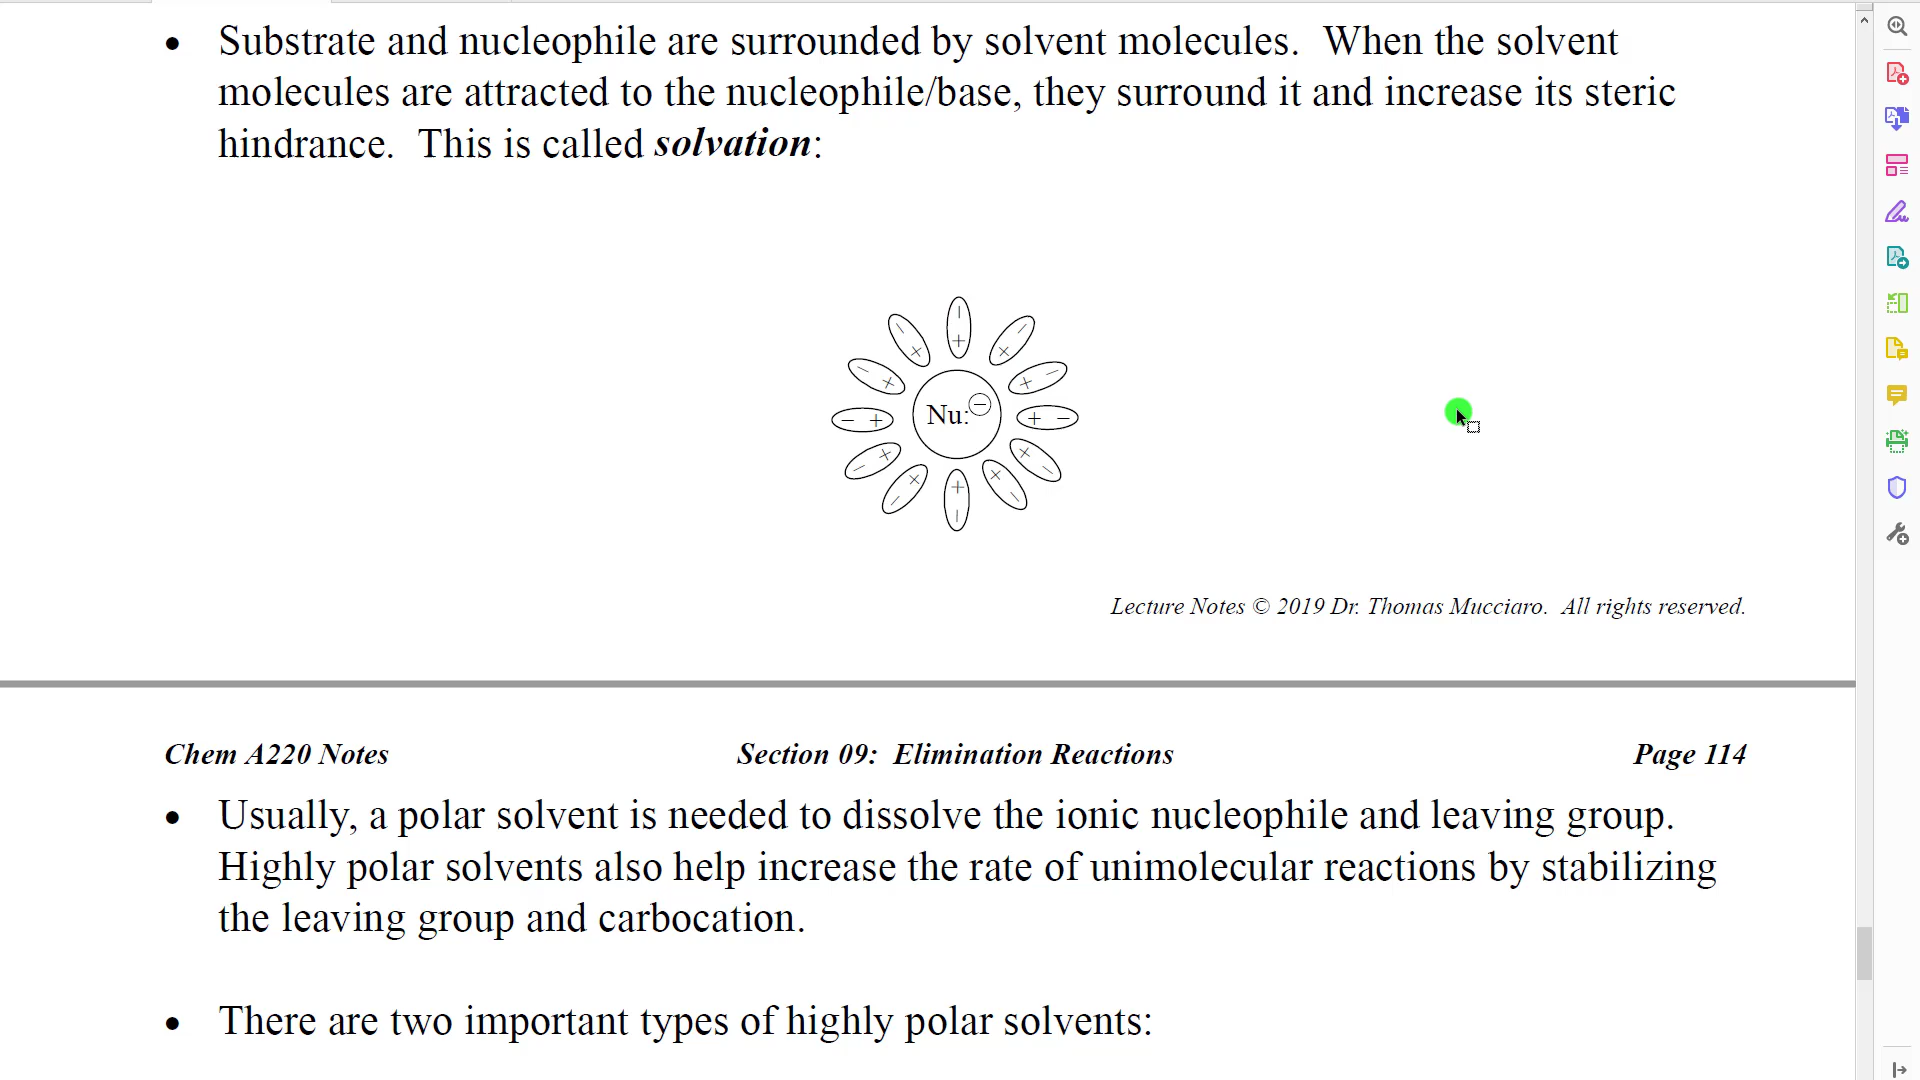 • Substrate and nucleophile are surrounded by solvent molecules.  When the solvent
molecules are attracted to the nucleophile/base, they surround it and increase its steric
hindrance.  This is called solvation:
Nu:⊖
Lecture Notes © 2019 Dr. Thomas Mucciaro.  All rights reserved.
Chem A220 Notes Section 09:  Elimination Reactions Page 114
• Usually, a polar solvent is needed to dissolve the ionic nucleophile and leaving group.
Highly polar solvents also help increase the rate of unimolecular reactions by stabilizing
the leaving group and carbocation.
• There are two important types of highly polar solvents: